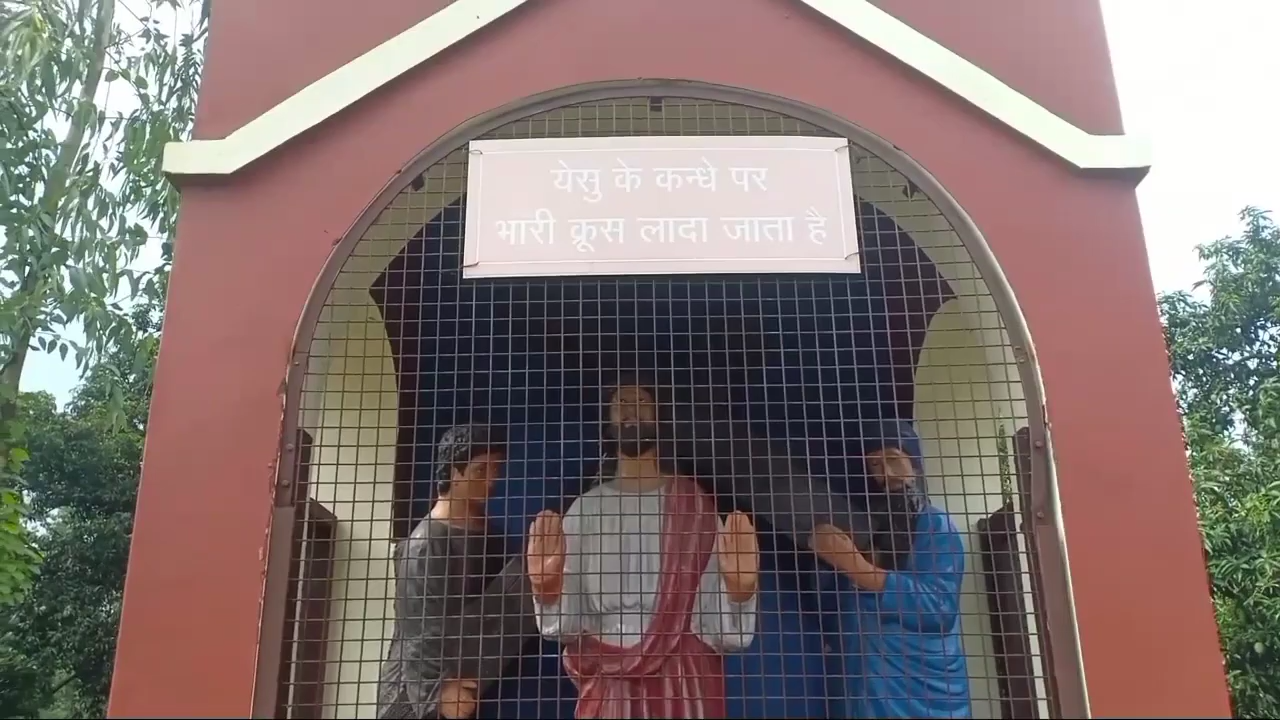 येसु के कन्धे पर
भारी क्रूस लादा जाता है